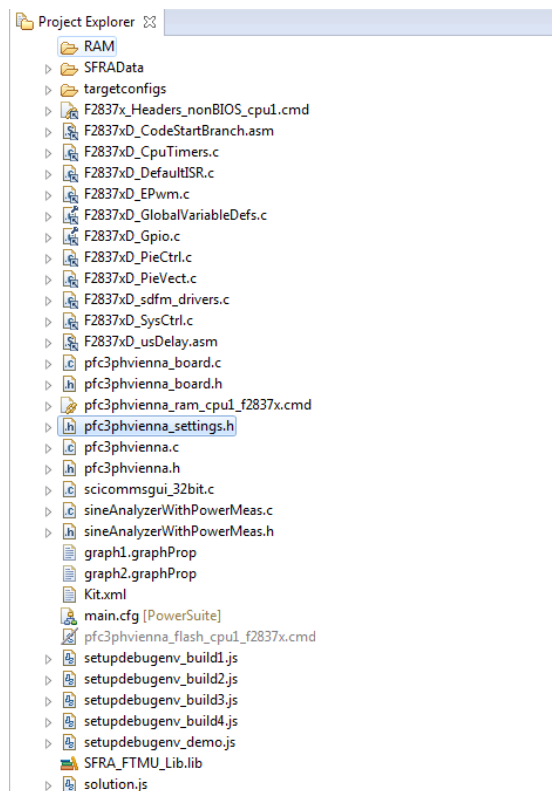 Project Explorer
RAM
SFRAData
targetconfigs
F2837x_Headers_nonBIOS_cpu1.cmd
F2837xD_CodeStartBranch.asm
F2837xD_CpuTimers.c
F2837xD_DefaultISR.c
F2837xD_EPwm.c
F2837xD_GlobalVariableDefs.c
F2837xD_Gpio.c
F2837xD_PieCtrl.c
F2837xD_PieVect.c
F2837xD_sdfm_drivers.c
F2837xD_SysCtrl.c
F2837xD_usDelay.asm
pfc3phvienna_board.c
pfc3phvienna_board.h
pfc3phvienna_ram_cpu1_f2837x.cmd
pfc3phvienna_settings.h
pfc3phvienna.c
pfc3phvienna.h
scicommsgui_32bit.c
sineAnalyzerWithPowerMeas.c
sineAnalyzerWithPowerMeas.h
graph1.graphProp
graph2.graphProp
Kit.xml
main.cfg [PowerSuite]
pfc3phvienna_flash_cpu1_f2837x.cmd
setupdebugenv_build1.js
setupdebugenv_build2.js
setupdebugenv_build3.js
setupdebugenv_build4.js
setupdebugenv_demo.js
SFRA_FTMU_Lib.lib
solution.js